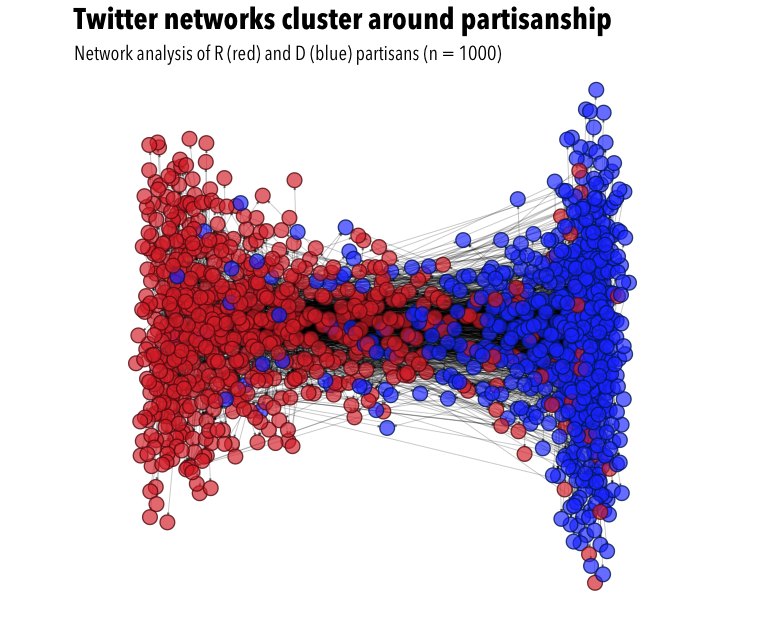 Twitter networks cluster around partisanship
Network analysis of R (red) and D (blue) partisans (n = 1000)